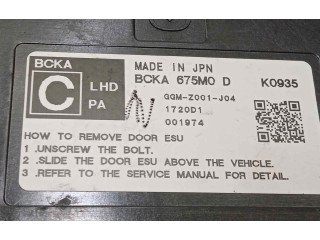 BCKA
C
LHD
PA
MADE IN JPN
BCKA 675M0 D
K0935
GGM-Z001-J04
1720D1
001974
HOW TO REMOVE DOOR ESU
1 .UNSCREW THE BOLT.
2 .SLIDE THE DOOR ESU ABOVE THE VEHICLE.
3 .REFER TO THE SERVICE MANUAL FOR DETAIL.